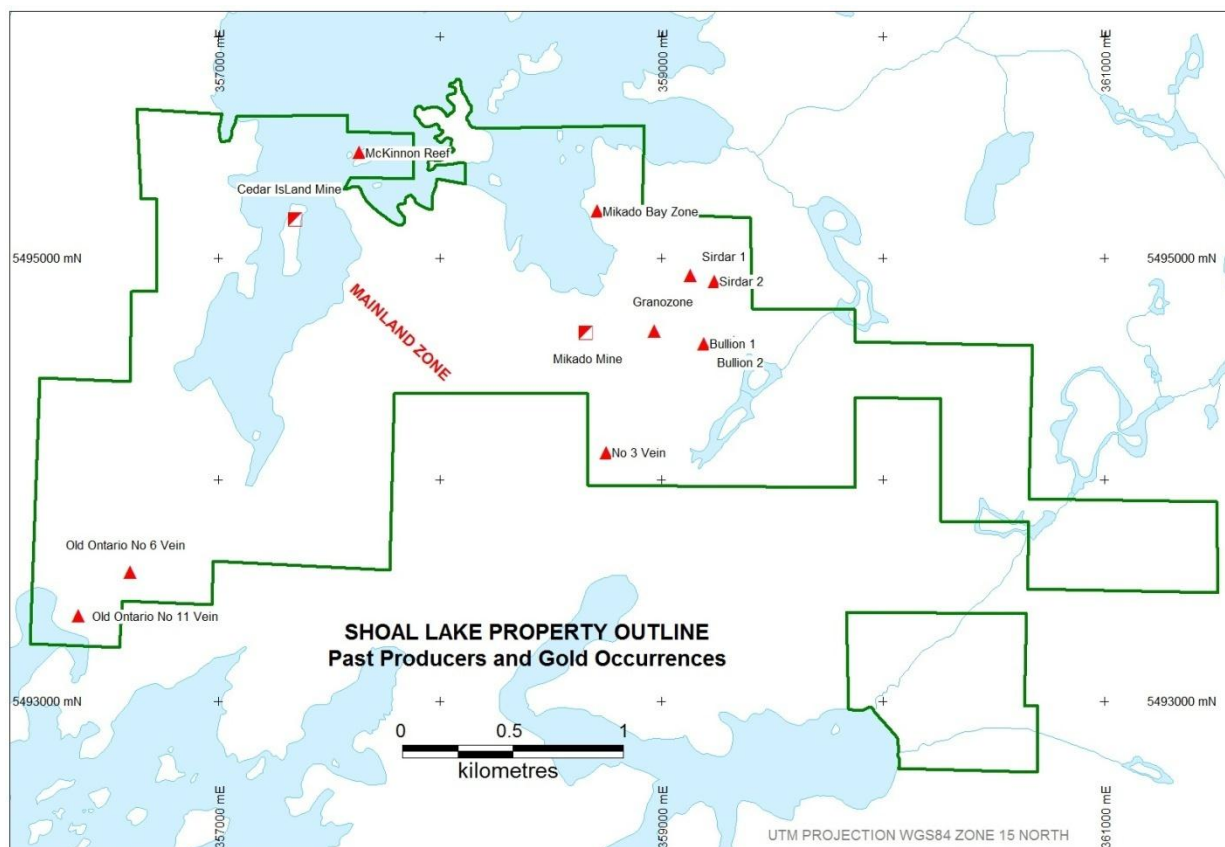 357000 mE
359000 mE
361000 mE
McKinnon Reef
Cedar IsLand Mine
Mikado Bay Zone
5495000 mN
5495000 mN
Sirdar 1
Sirdar 2
MAINLAND ZONE
Granozone
Mikado Mine
Bullion 1
Bullion 2
No 3 Vein
Old Ontario No 6 Vein
Old Ontario No 11 Vein
SHOAL LAKE PROPERTY OUTLINE
Past Producers and Gold Occurrences
5493000 mN
5493000 mN
0 0.5 1
kilometres
357000 mE
359000 mE
361000 mE
UTM PROJECTION WGS84 ZONE 15 NORTH